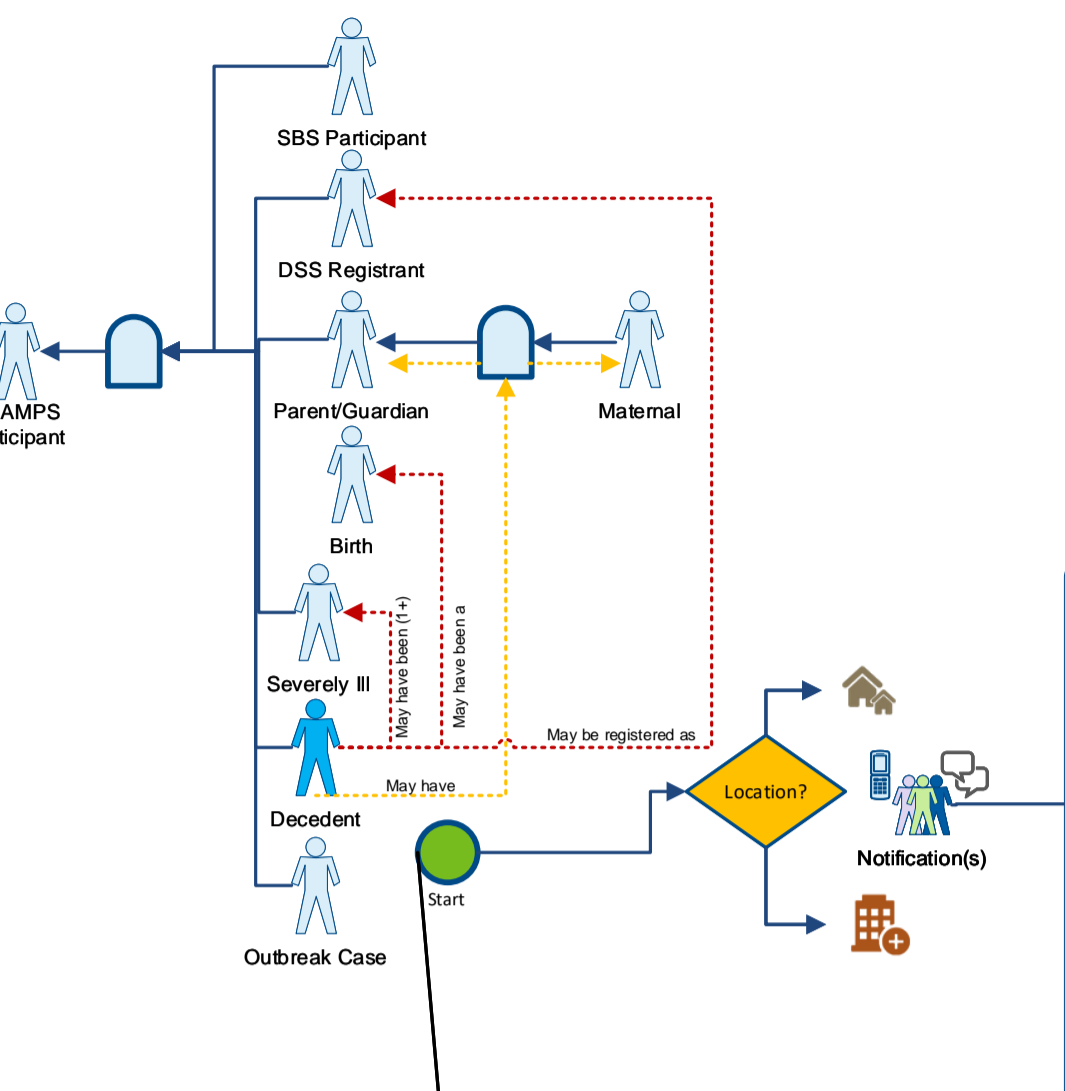 SBS Participant
DSS Registrant
AMPS
ticipant
Parent/Guardian
Maternal
Birth
Severely Ill
May have been (1+)
May have been a
May be registered as
May have
Decedent
Location?
Notification(s)
Start
Outbreak Case